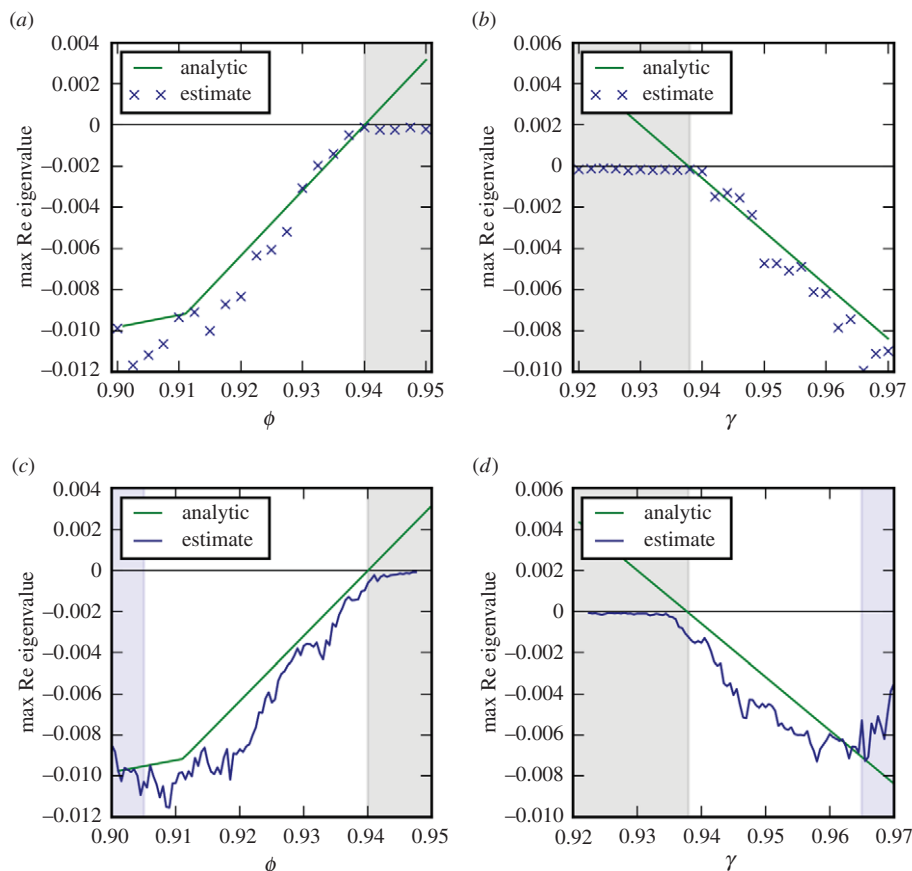 (a)
0.004
0.002
0
–0.002
–0.004
–0.006
–0.008
–0.010
–0.012
max Re eigenvalue
analytic
estimate
0.90 0.91 0.92 0.93 0.94 0.95
ϕ
(b)
0.006
0.004
0.002
0
–0.002
–0.004
–0.006
–0.008
–0.010
max Re eigenvalue
analytic
estimate
0.92 0.93 0.94 0.95 0.96 0.97
γ
(c)
0.004
0.002
0
–0.002
–0.004
–0.006
–0.008
–0.010
–0.012
max Re eigenvalue
analytic
estimate
0.90 0.91 0.92 0.93 0.94 0.95
ϕ
(d)
0.006
0.004
0.002
0
–0.002
–0.004
–0.006
–0.008
–0.010
max Re eigenvalue
analytic
estimate
0.92 0.93 0.94 0.95 0.96 0.97
γ